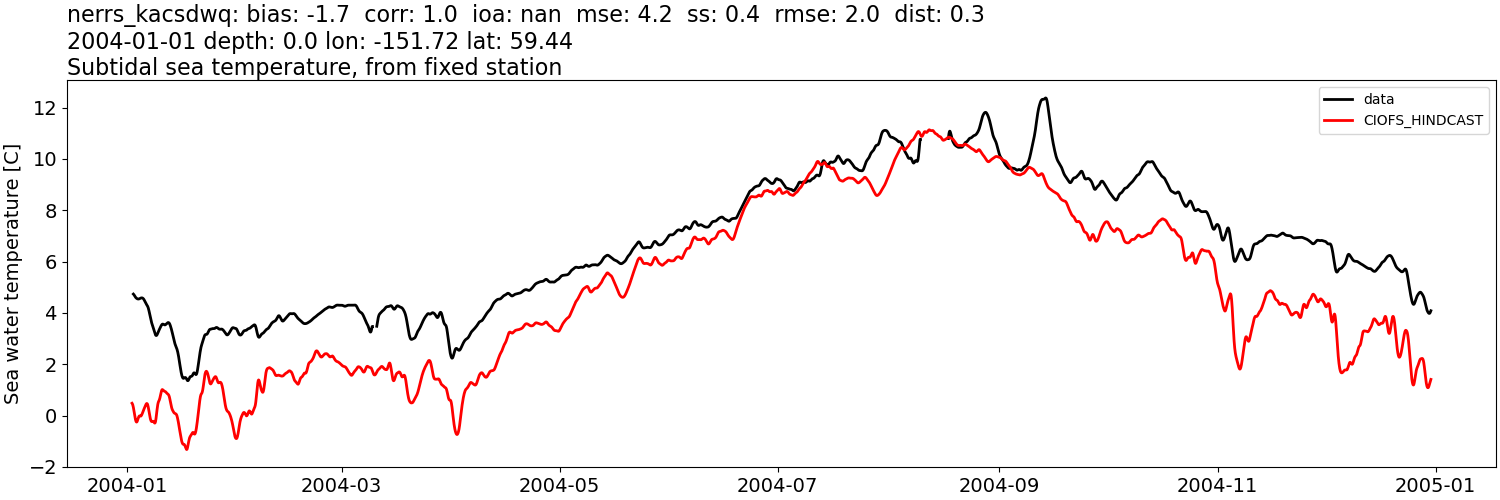 nerrs_kacsdwq: bias: -1.7  corr: 1.0  ioa: nan  mse: 4.2  ss: 0.4  rmse: 2.0  dist: 0.3
2004-01-01 depth: 0.0 lon: -151.72 lat: 59.44
Subtidal sea temperature, from fixed station
data
CIOFS_HINDCAST
Sea water temperature [C]
12
10
8
6
4
2
0
−2
2004-01
2004-03
2004-05
2004-07
2004-09
2004-11
2005-01